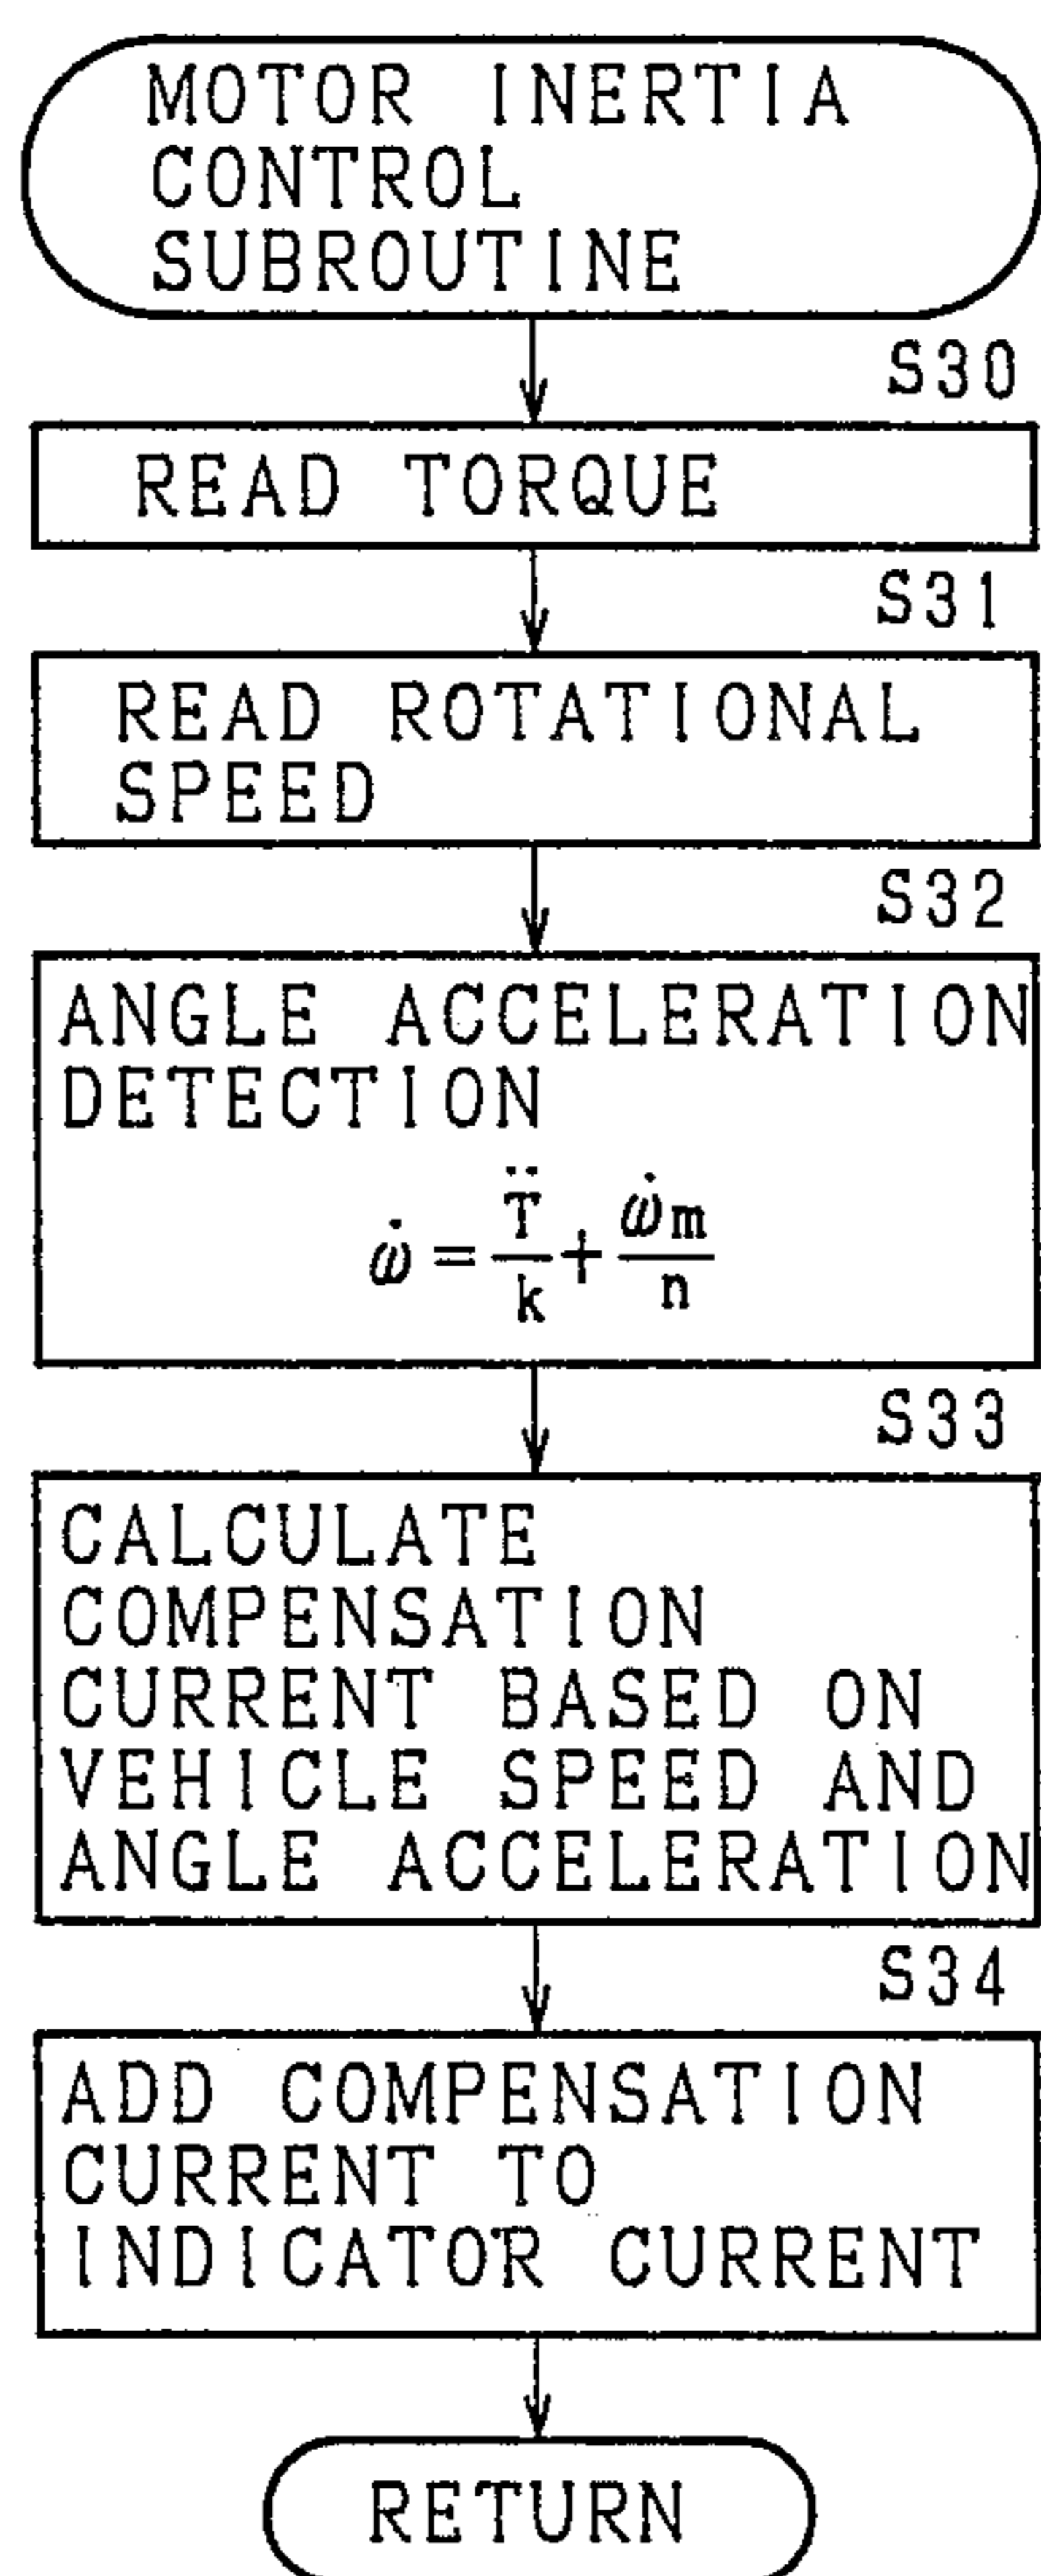 MOTOR INERTIA
CONTROL
SUBROUTINE
S30
READ TORQUE
S31
READ ROTATIONAL
SPEED
S32
ANGLE ACCELERATION
DETECTION
ω̇ = T̈/k + ω̇m/n
S33
CALCULATE
COMPENSATION
CURRENT BASED ON
VEHICLE SPEED AND
ANGLE ACCELERATION
S34
ADD COMPENSATION
CURRENT TO
INDICATOR CURRENT
RETURN